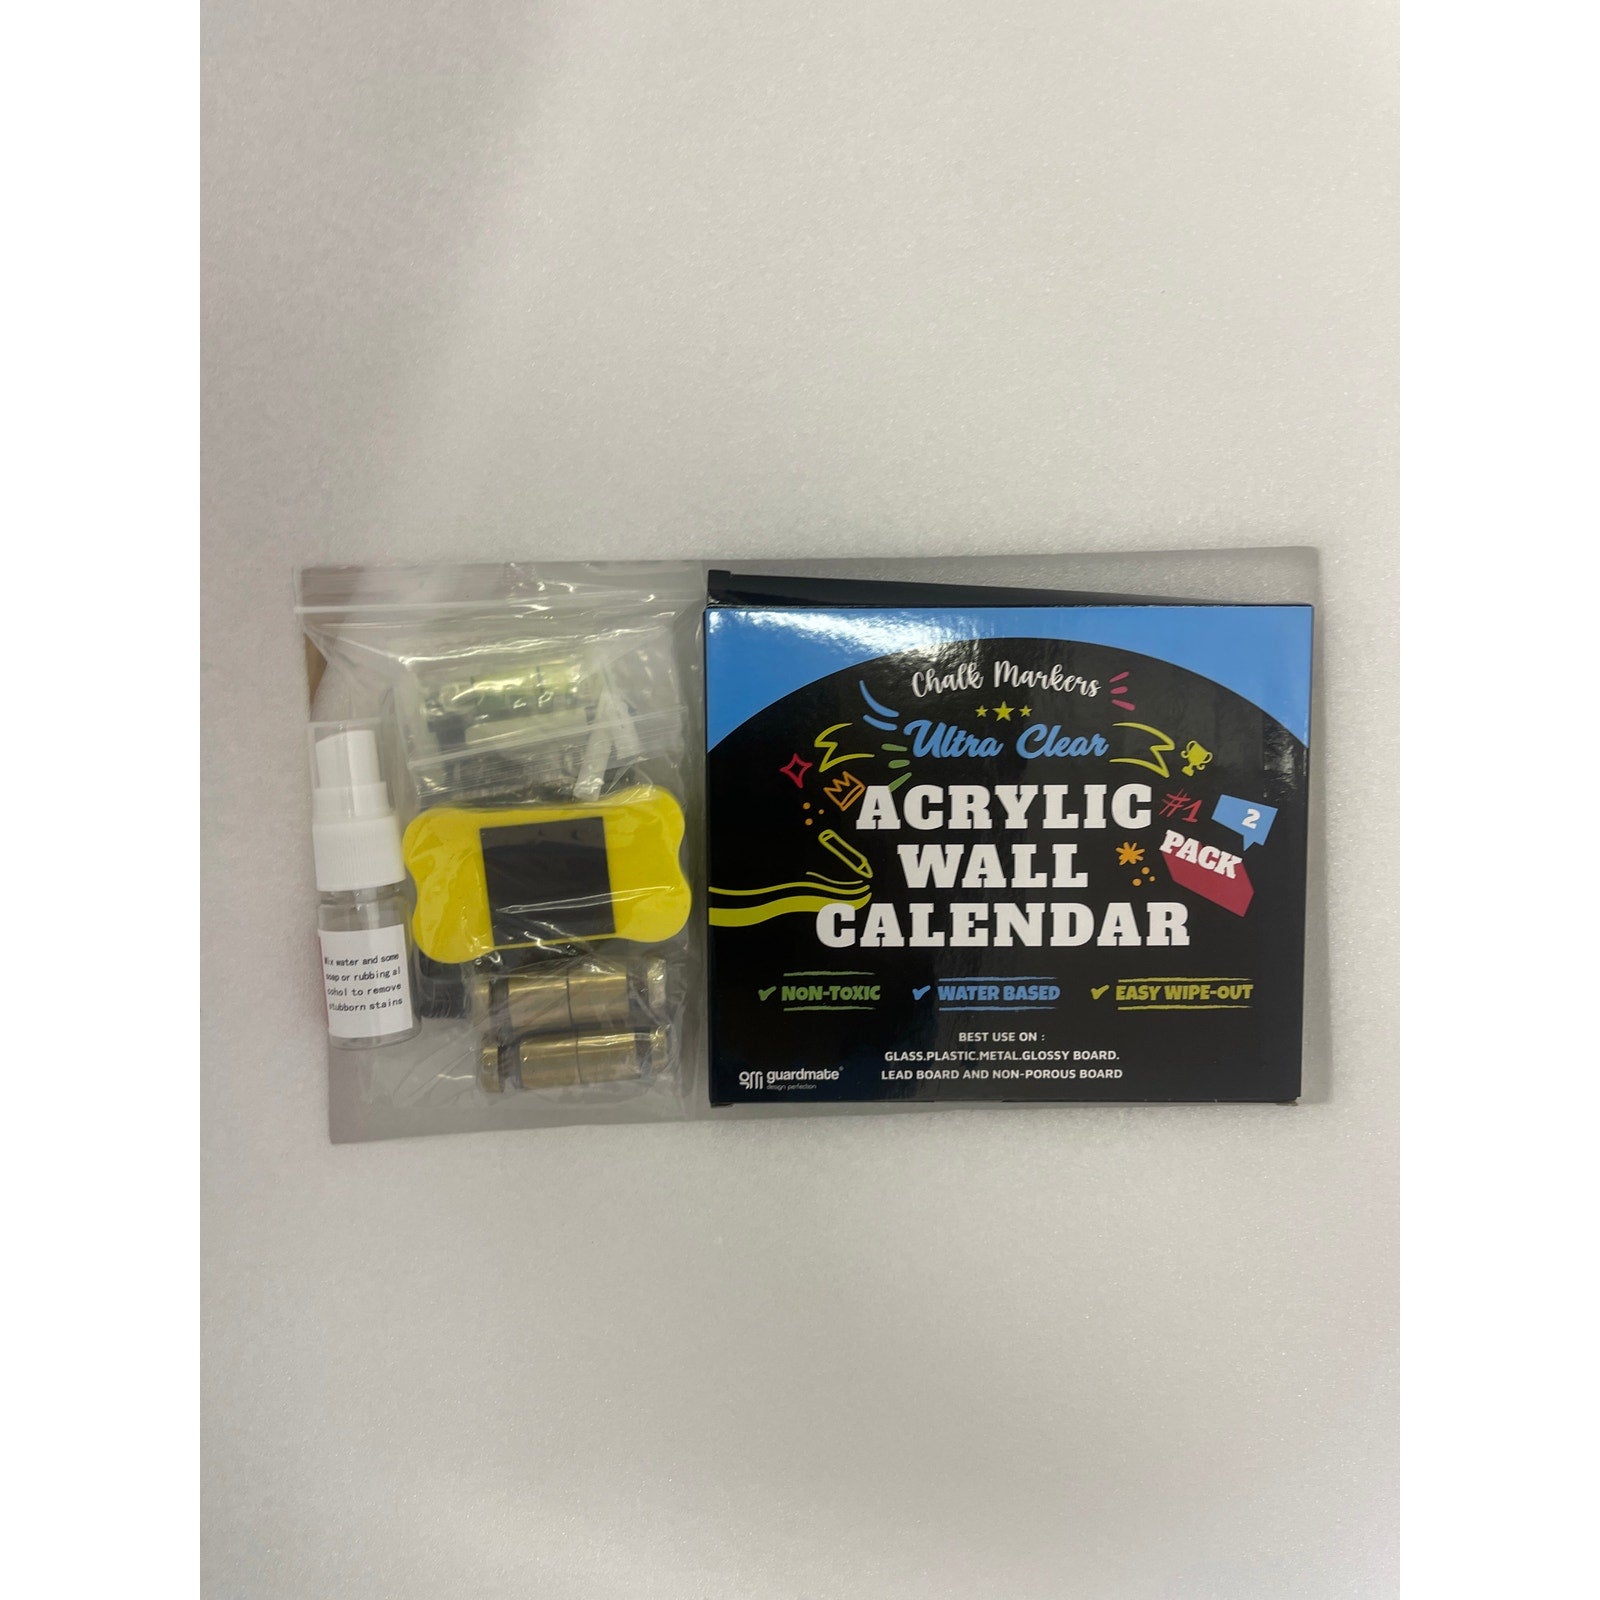 Chalk Markers
Ultra Clear
ACRYLIC
#1
2
PACK
WALL
CALENDAR
NON-TOXIC
WATER BASED
EASY WIPE-OUT
BEST USE ON :
GLASS.PLASTIC.METAL.GLOSSY BOARD.
LEAD BOARD AND NON-POROUS BOARD
gm guardmate®
design perfection
Mix water and some
soap or rubbing al
cohol to remove
stubborn stains